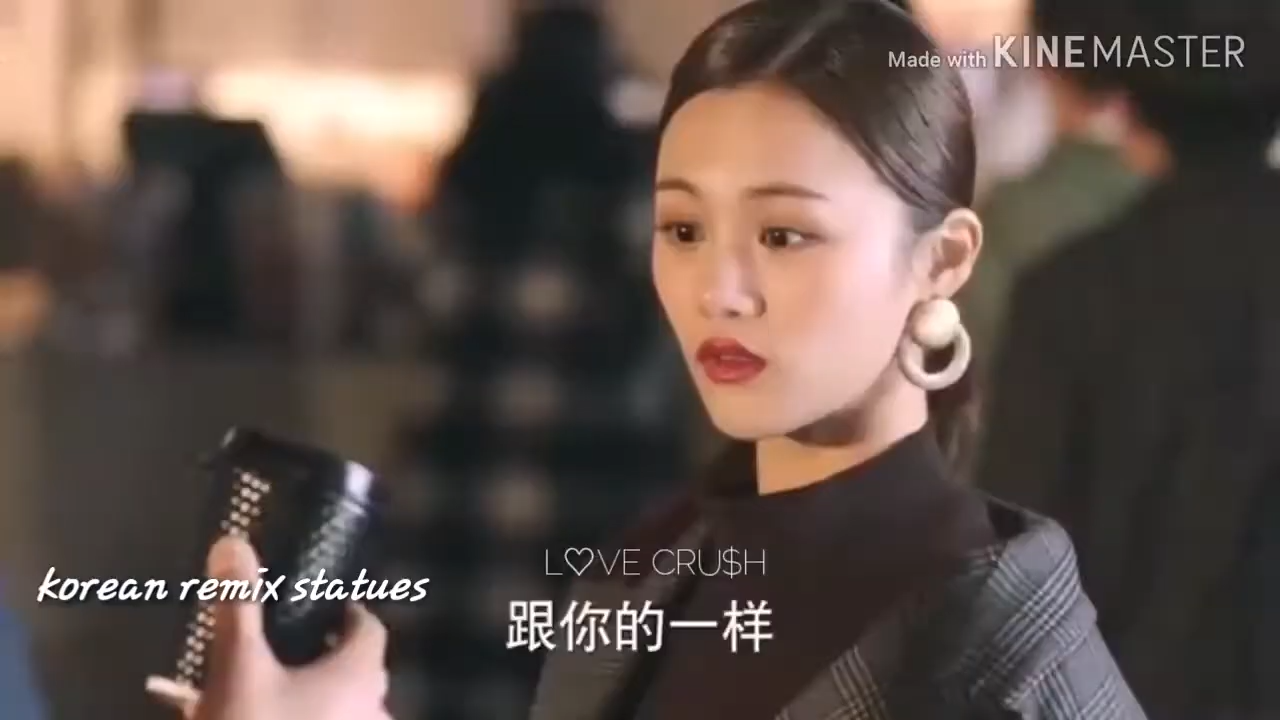 Made with KINEMASTER
L♡VE CRU$H
korean remix statues
跟你的一样